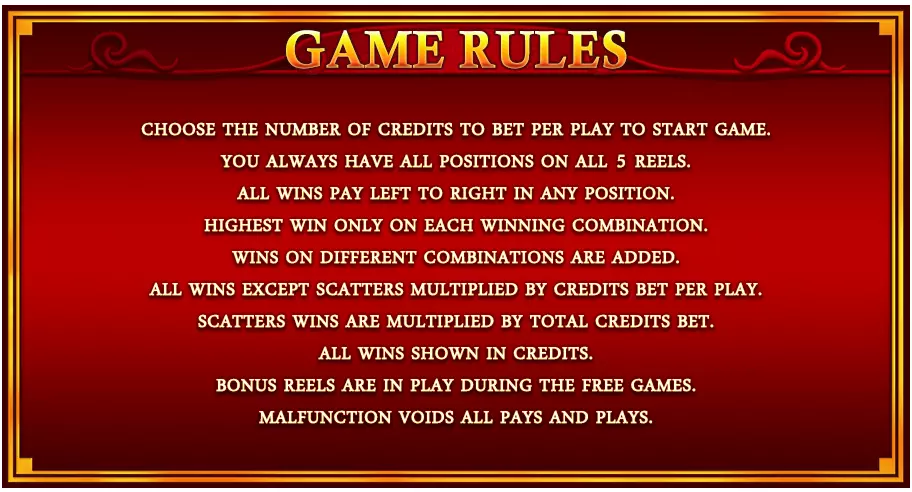 GAME RULES
CHOOSE THE NUMBER OF CREDITS TO BET PER PLAY TO START GAME.
YOU ALWAYS HAVE ALL POSITIONS ON ALL 5 REELS.
ALL WINS PAY LEFT TO RIGHT IN ANY POSITION.
HIGHEST WIN ONLY ON EACH WINNING COMBINATION.
WINS ON DIFFERENT COMBINATIONS ARE ADDED.
ALL WINS EXCEPT SCATTERS MULTIPLIED BY CREDITS BET PER PLAY.
SCATTERS WINS ARE MULTIPLIED BY TOTAL CREDITS BET.
ALL WINS SHOWN IN CREDITS.
BONUS REELS ARE IN PLAY DURING THE FREE GAMES.
MALFUNCTION VOIDS ALL PAYS AND PLAYS.